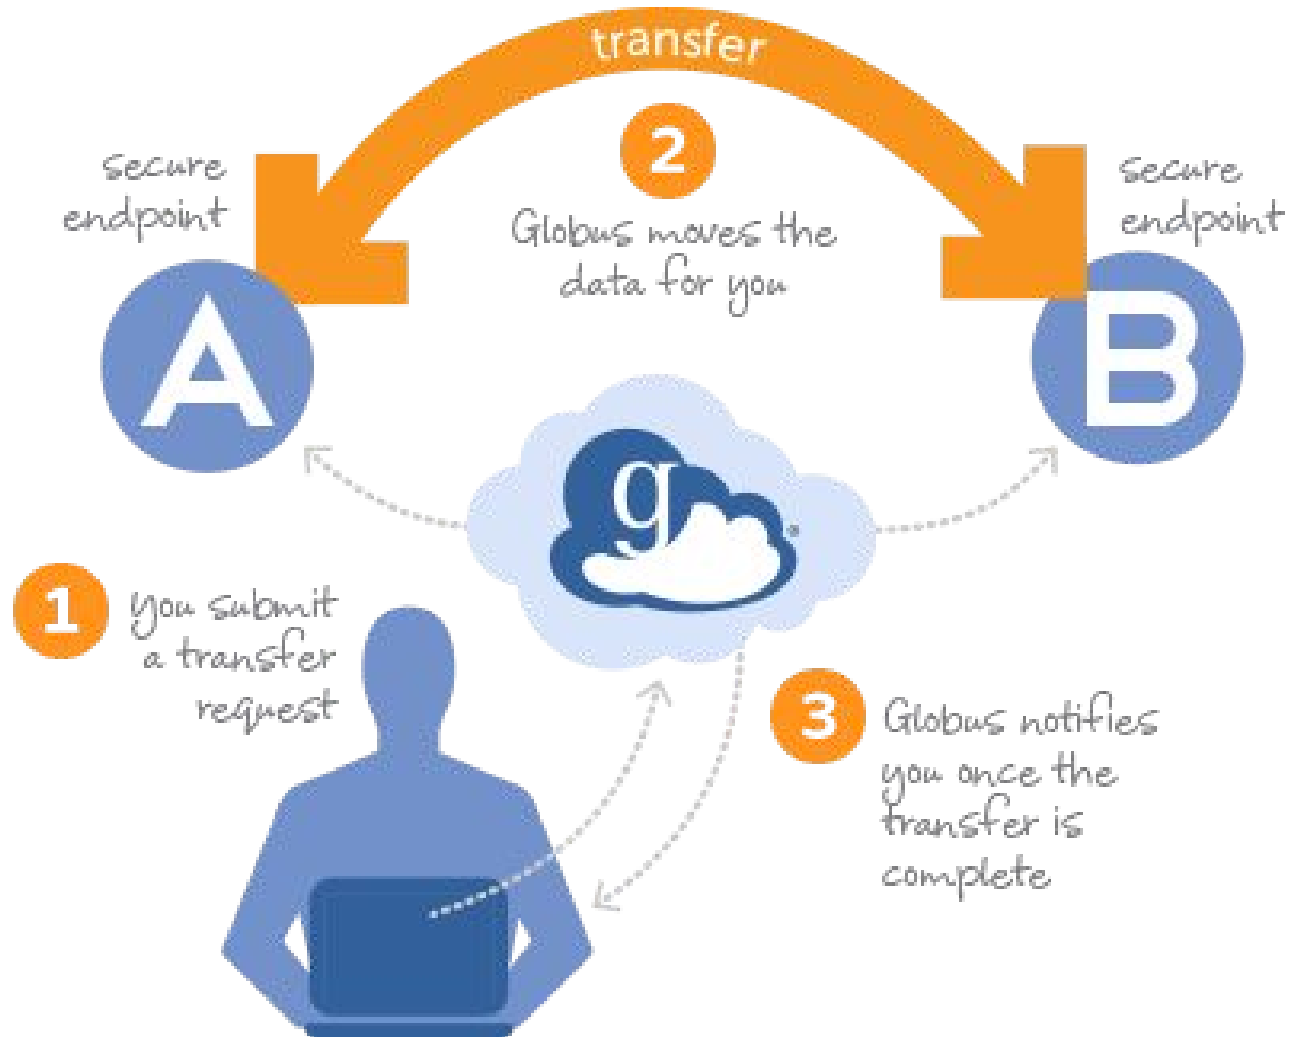 transfer
secure
endpoint
A
2
Globus moves the
data for you
secure
endpoint
B
g
®
1
you submit
a transfer
request
3
Globus notifies
you once the
transfer is
complete